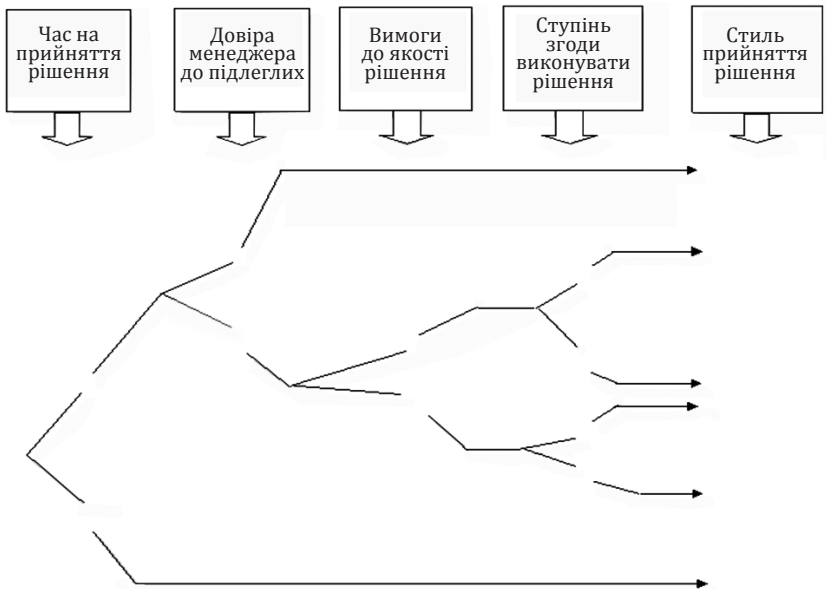 Час на
прийняття
рішення
Довіра
менеджера
до підлеглих
Вимоги
до якості
рішення
Ступінь
згоди
виконувати
рішення
Стиль
прийняття
рішення